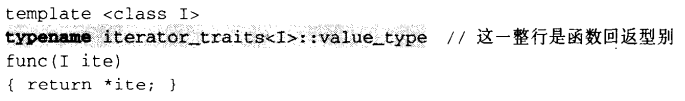 template <class I>
typename iterator_traits<I>::value_type // 这一整行是函数回返型别
func(I ite)
{ return *ite; }